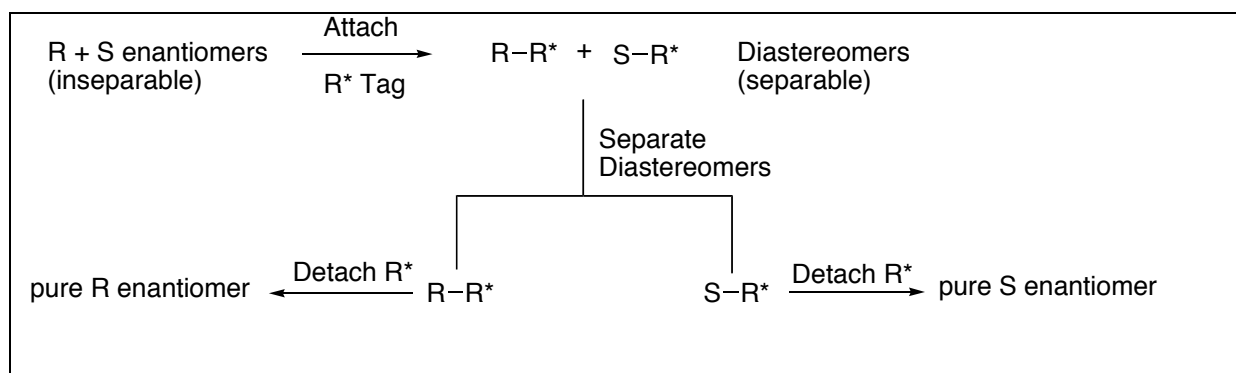 Attach
R + S enantiomers
(inseparable)
R* Tag
R–R* + S–R*
Diastereomers
(separable)
Separate
Diastereomers
pure R enantiomer
Detach R*
R–R*
S–R*
Detach R*
pure S enantiomer